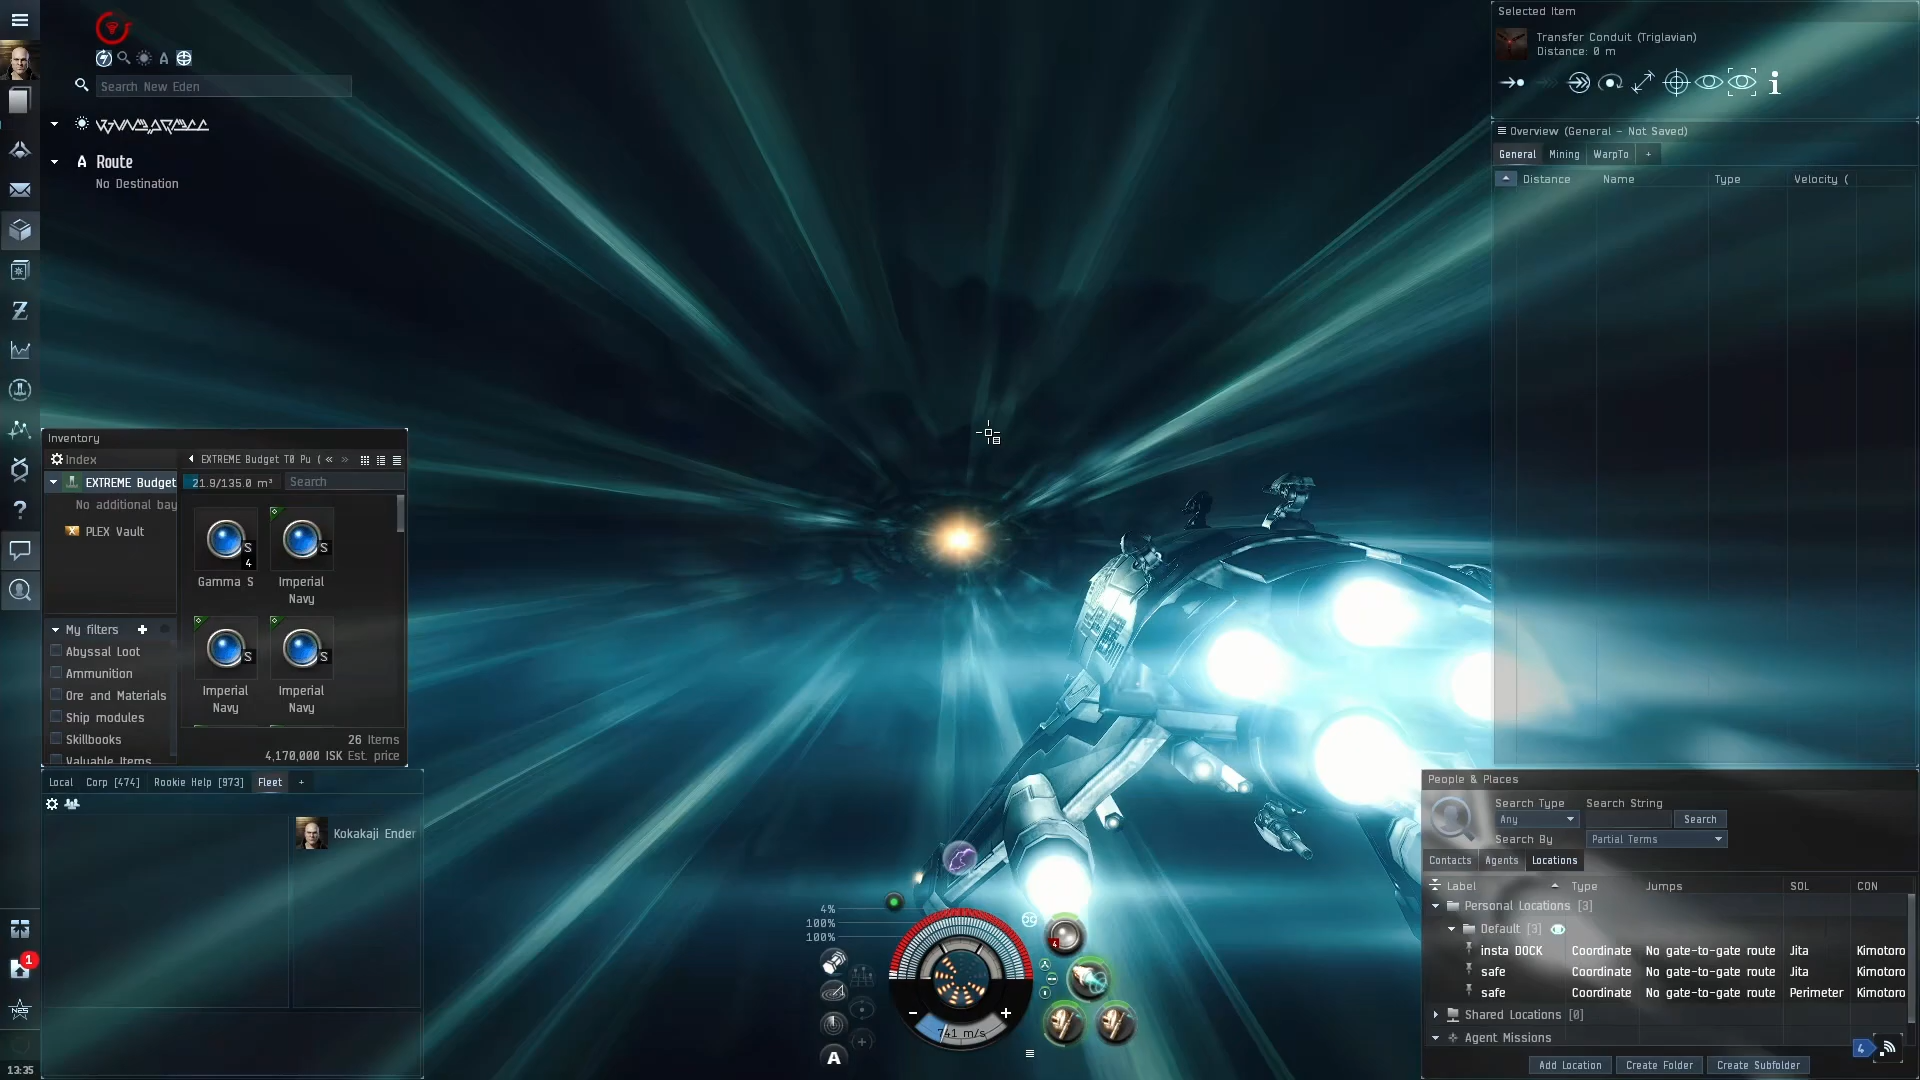 Search New Eden
A Route
No Destination
Selected Item
Transfer Conduit (Triglavian)
Distance: 0 m
Overview (General - Not Saved)
General Mining WarpTo +
Distance Name Type Velocity (
Inventory
Index
EXTREME Budget T0 Pu ( « »
EXTREME Budget
21.9/135.0 m³
Search
No additional bay
PLEX Vault
S
4
S
Gamma S
Imperial
Navy
S
S
Imperial
Navy
Imperial
Navy
My filters +
Abyssal Loot
Ammunition
Ore and Materials
Ship modules
Skillbooks
Valuable Items
26 Items
4,170,000 ISK Est. price
Local Corp [474] Rookie Help [973] Fleet +
Kokakaji Ender
1
NES
13:35
4%
100%
100%
4
741 m/s
A
People & Places
Search Type Search String
Any
Search
Search By
Partial Terms
Contacts Agents Locations
Label Type Jumps SOL CON
Personal Locations [3]
Default [3]
insta DOCK Coordinate No gate-to-gate route Jita Kimotoro
safe Coordinate No gate-to-gate route Jita Kimotoro
safe Coordinate No gate-to-gate route Perimeter Kimotoro
Shared Locations [0]
Agent Missions
4
Add Location Create Folder Create Subfolder